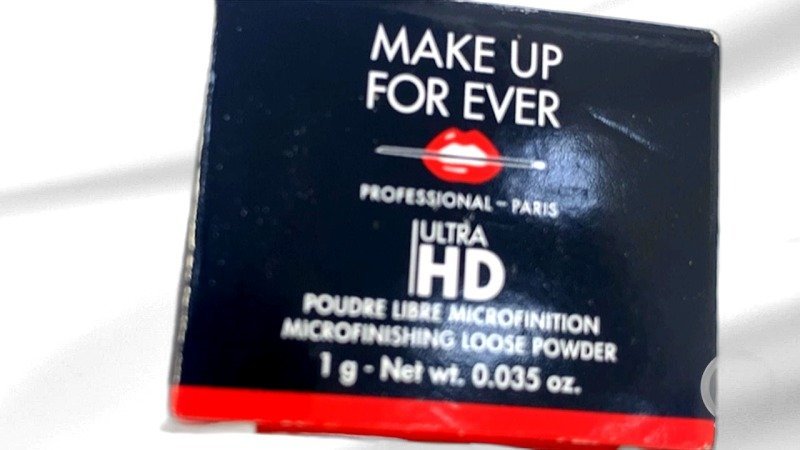 MAKE UP
FOR EVER
PROFESSIONAL – PARIS
ULTRA
HD
POUDRE LIBRE MICROFINITION
MICROFINISHING LOOSE POWDER
1 g - Net wt. 0.035 oz.